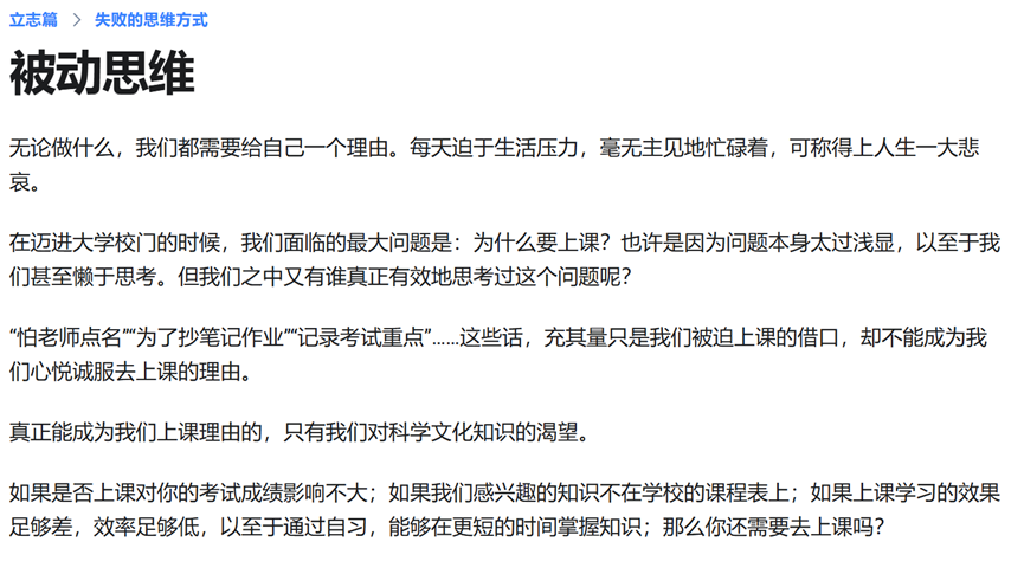 立志篇 > 失败的思维方式
被动思维
无论做什么，我们都需要给自己一个理由。每天迫于生活压力，毫无主见地忙碌着，可称得上人生一大悲
哀。
在迈进大学校门的时候，我们面临的最大问题是：为什么要上课？也许是因为问题本身太过浅显，以至于我
们甚至懒于思考。但我们之中又有谁真正有效地思考过这个问题呢？
“怕老师点名”“为了抄笔记作业”“记录考试重点”……这些话，充其量只是我们被迫上课的借口，却不能成为我
们心悦诚服去上课的理由。
真正能成为我们上课理由的，只有我们对科学文化知识的渴望。
如果是否上课对你的考试成绩影响不大；如果我们感兴趣的知识不在学校的课程表上；如果上课学习的效果
足够差，效率足够低，以至于通过自习，能够在更短的时间掌握知识；那么你还需要去上课吗？